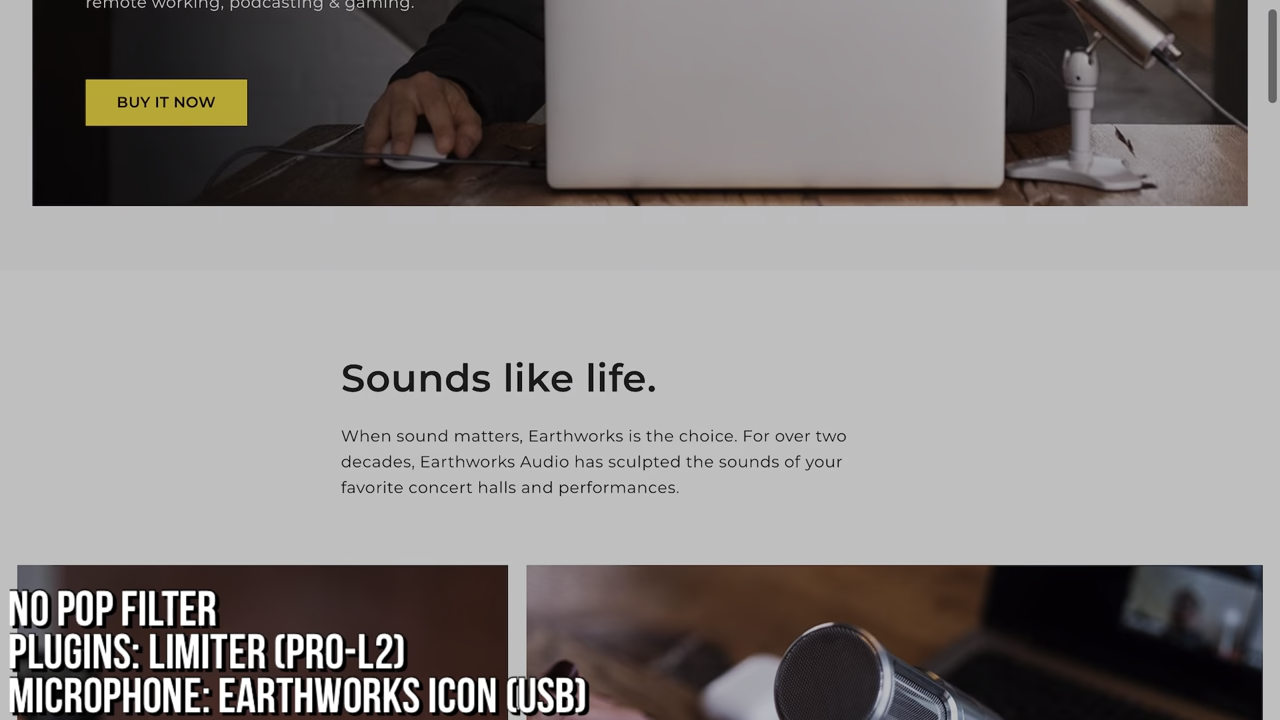 remote working, podcasting & gaming.
BUY IT NOW
Sounds like life.
When sound matters, Earthworks is the choice. For over two
decades, Earthworks Audio has sculpted the sounds of your
favorite concert halls and performances.
NO POP FILTER
PLUGINS: LIMITER (PRO-L2)
MICROPHONE: EARTHWORKS ICON (USB)